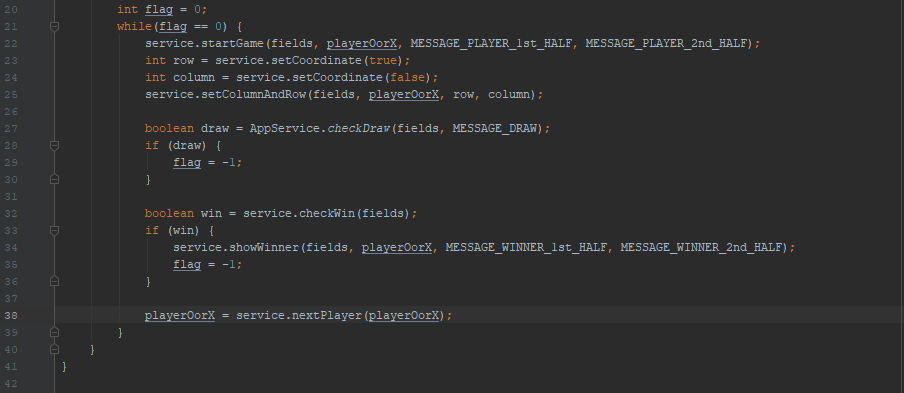 20 int flag = 0;
21 while(flag == 0) {
22 service.startGame(fields, playerOorX, MESSAGE_PLAYER_1st_HALF, MESSAGE_PLAYER_2nd_HALF);
23 int row = service.setCoordinate(true);
24 int column = service.setCoordinate(false);
25 service.setColumnAndRow(fields, playerOorX, row, column);
26
27 boolean draw = AppService.checkDraw(fields, MESSAGE_DRAW);
28 if (draw) {
29 flag = -1;
30 }
31
32 boolean win = service.checkWin(fields);
33 if (win) {
34 service.showWinner(fields, playerOorX, MESSAGE_WINNER_1st_HALF, MESSAGE_WINNER_2nd_HALF);
35 flag = -1;
36 }
37
38 playerOorX = service.nextPlayer(playerOorX);
39 }
40 }
41 }
42